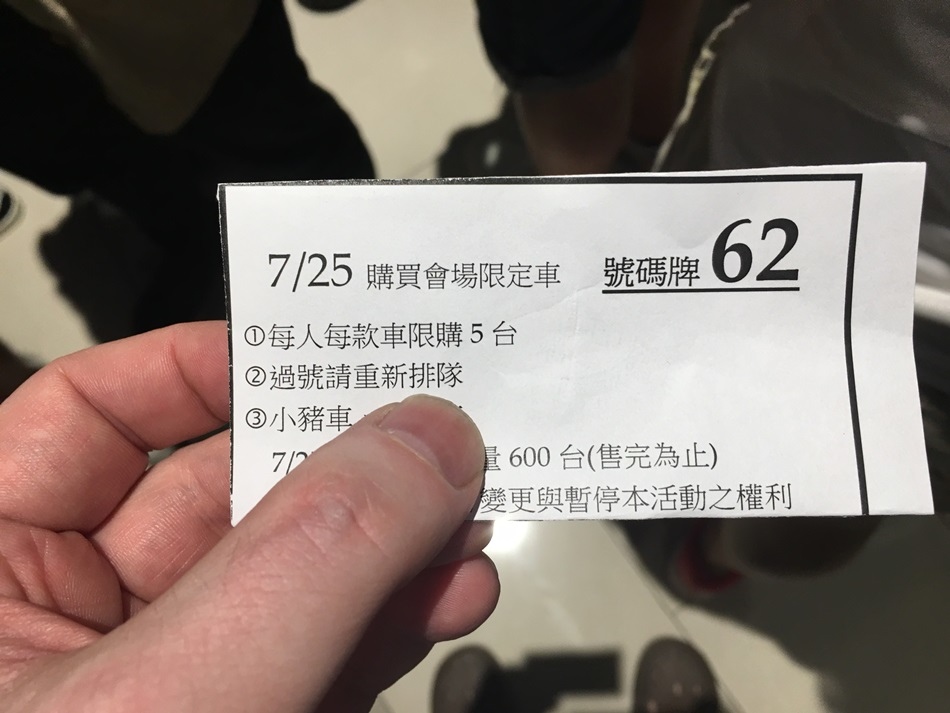 7/25 購買會場限定車 號碼牌 62
①每人每款車限購 5 台
②過號請重新排隊
③小豬車
7/2 量 600 台(售完為止)
變更與暫停本活動之權利